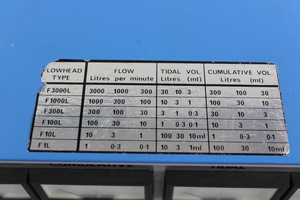 LOWHEAD TYPE FLOW Litres per minute TIDAL VOL Litres (ml) CUMULATIVE VOL Litres (ml)
F3000L 3000 1000 300 30 10 3 300 100 30
F1000L 1000 300 100 10 3 1 100 30 10
F300L 300 100 30 3 1 0·3 30 10 3
F100L 100 30 10 1 0·3 0·1 10 3 1
F10L 10 3 1 100 30 10ml 1 0·3 0·1
F1L 1 0·3 0·1 10 3 1ml 100 30 10ml
CUMULATIVE TIDAL